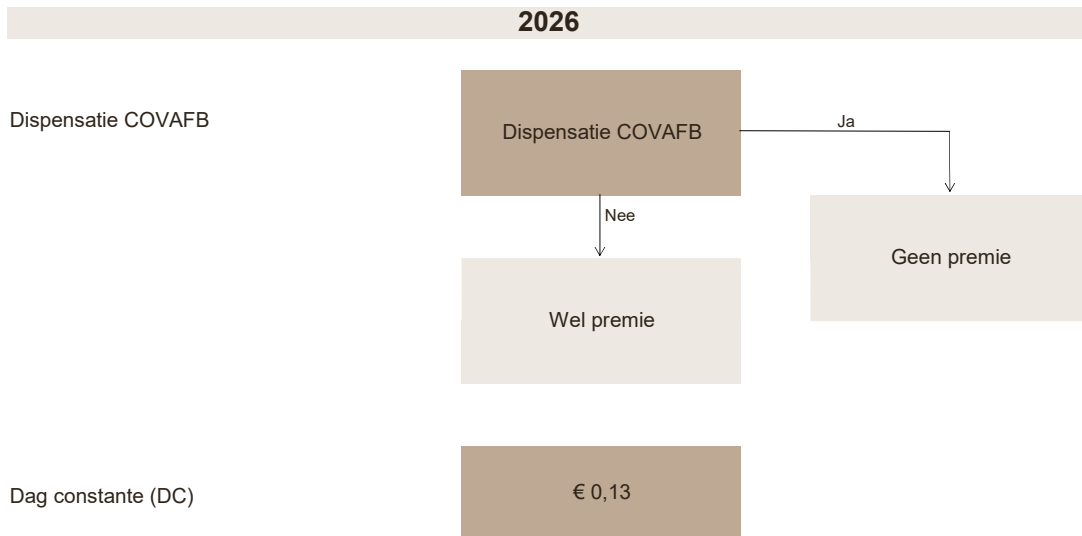 2026
Dispensatie COVAFB
Dispensatie COVAFB
Ja
Nee
Geen premie
Wel premie
Dag constante (DC)
€ 0,13